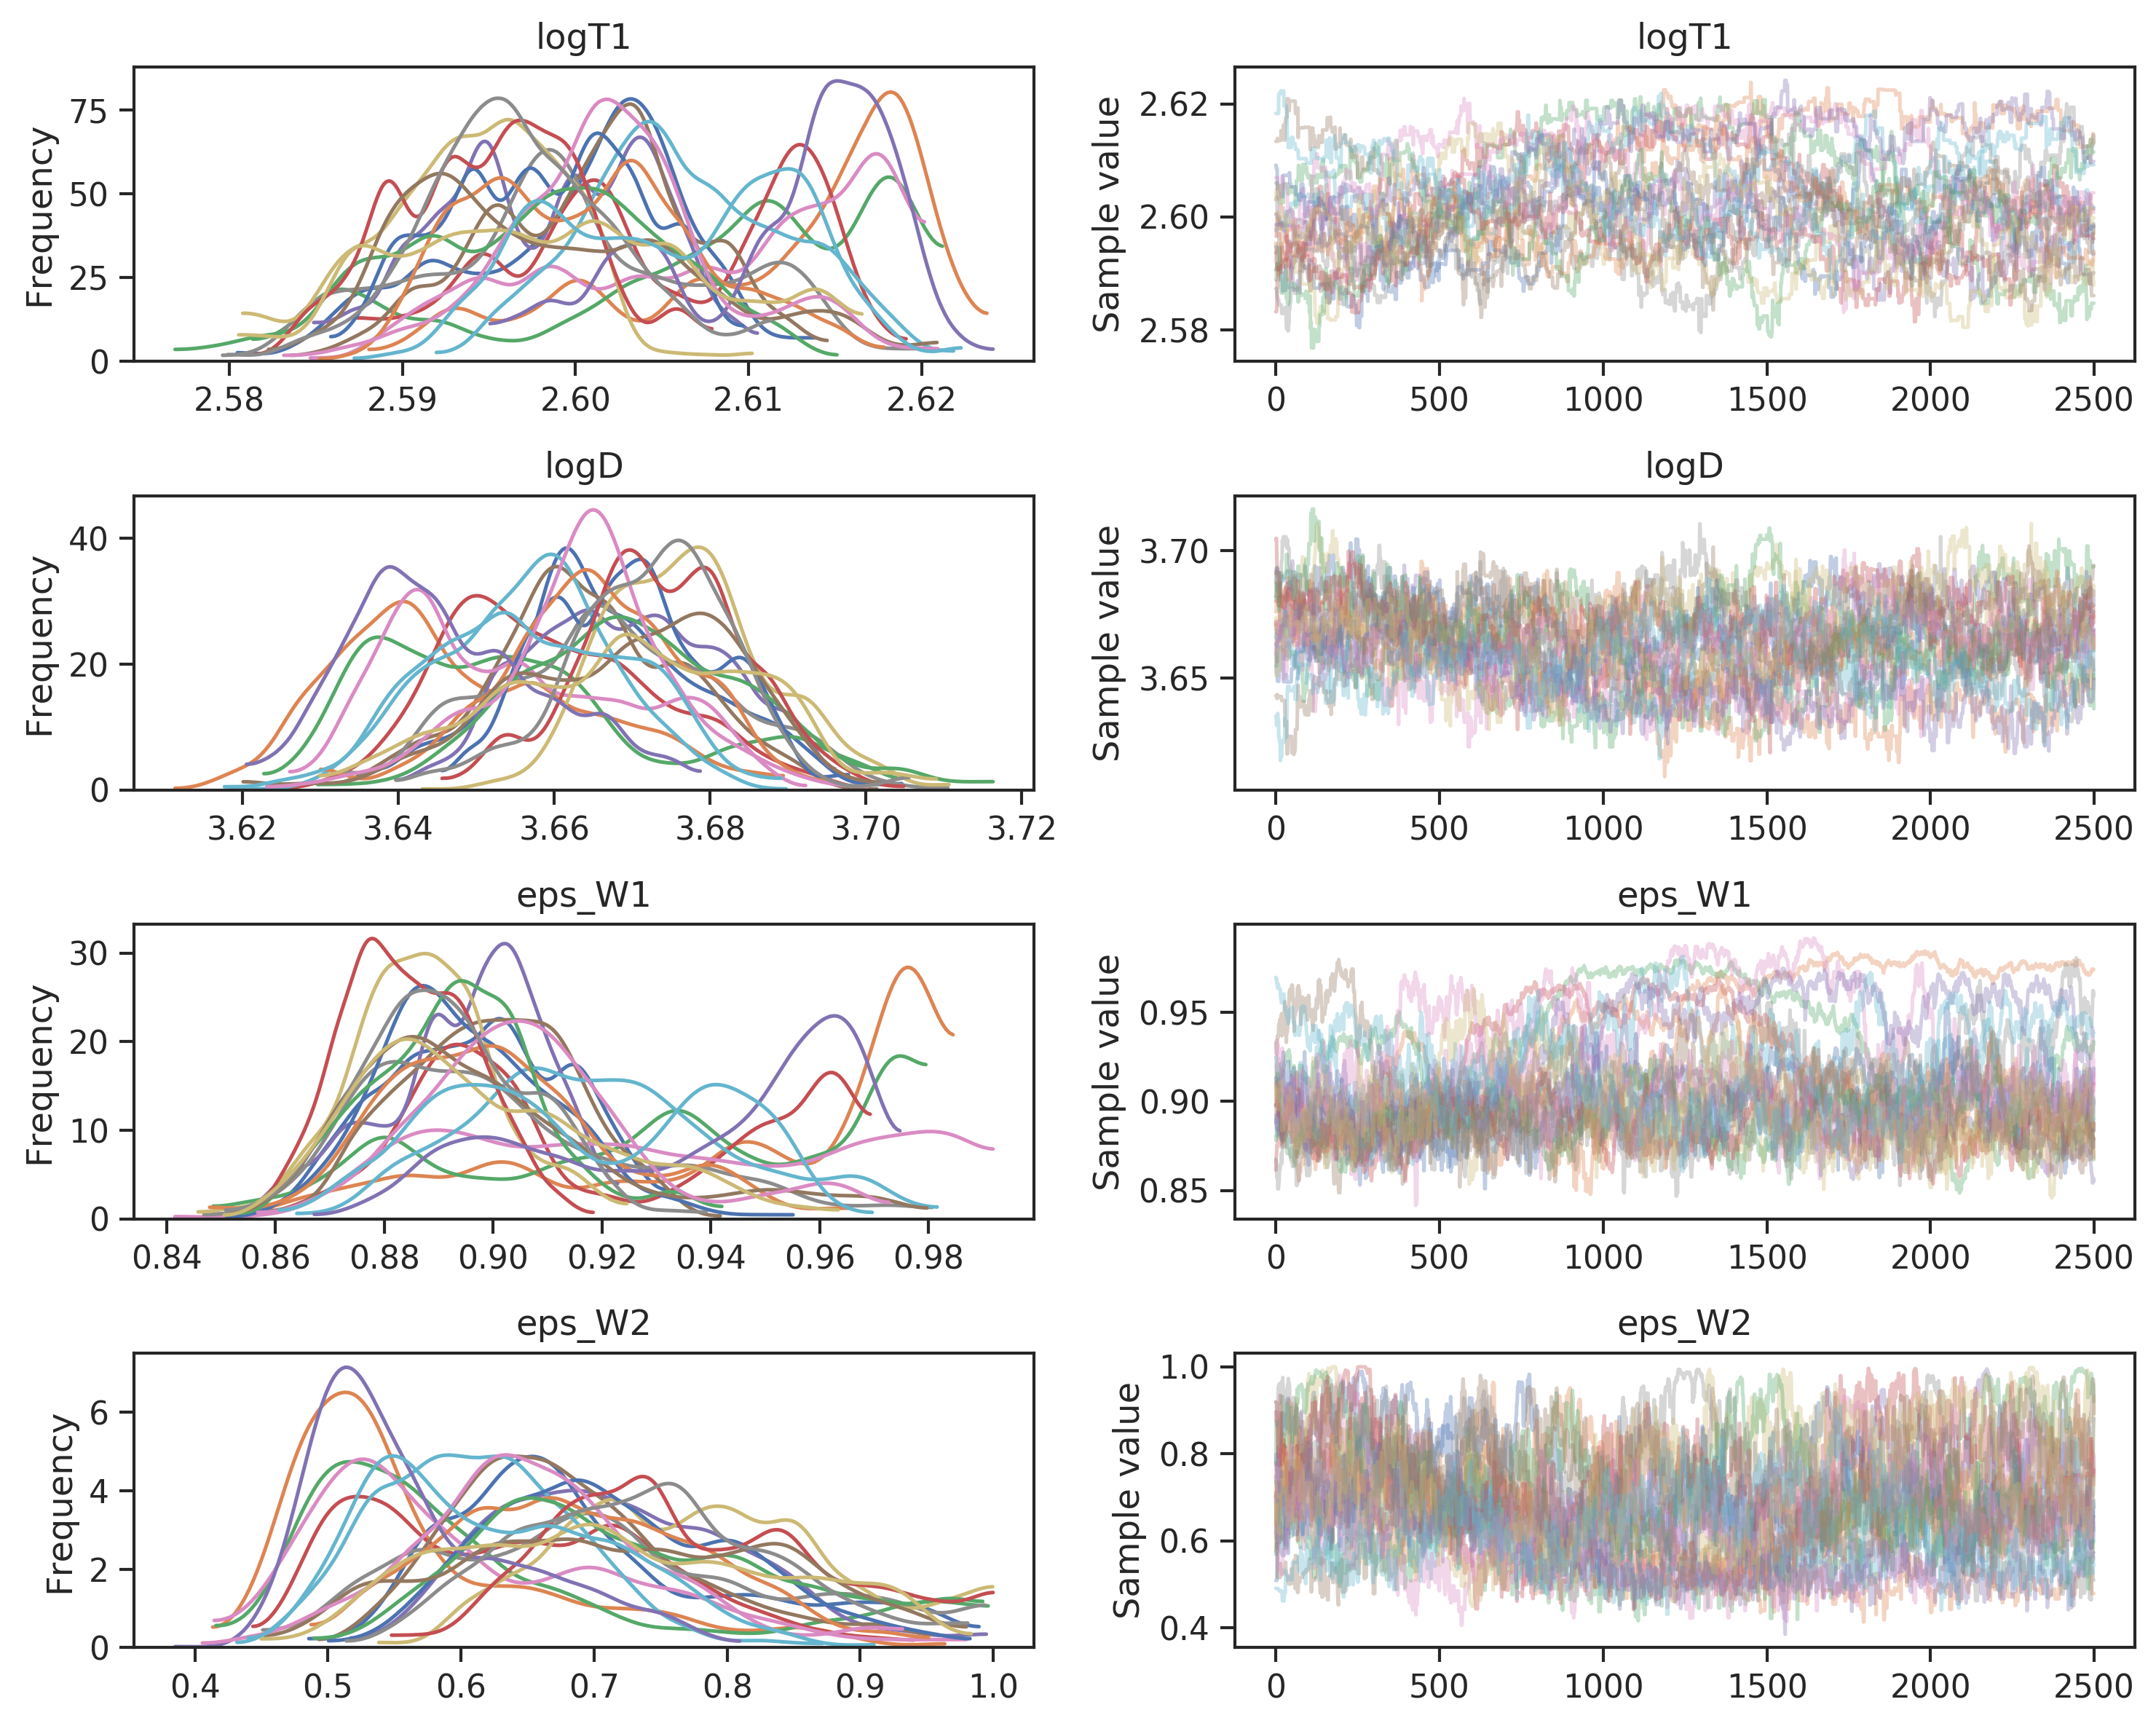 logT1
Frequency
75
50
25
0
2.58 2.59 2.60 2.61 2.62
logT1
Sample value
2.62
2.60
2.58
0 500 1000 1500 2000 2500
logD
Frequency
40
20
0
3.62 3.64 3.66 3.68 3.70 3.72
logD
Sample value
3.70
3.65
0 500 1000 1500 2000 2500
eps_W1
Frequency
30
20
10
0
0.84 0.86 0.88 0.90 0.92 0.94 0.96 0.98
eps_W1
Sample value
0.95
0.90
0.85
0 500 1000 1500 2000 2500
eps_W2
Frequency
6
4
2
0
0.4 0.5 0.6 0.7 0.8 0.9 1.0
eps_W2
Sample value
1.0
0.8
0.6
0.4
0 500 1000 1500 2000 2500